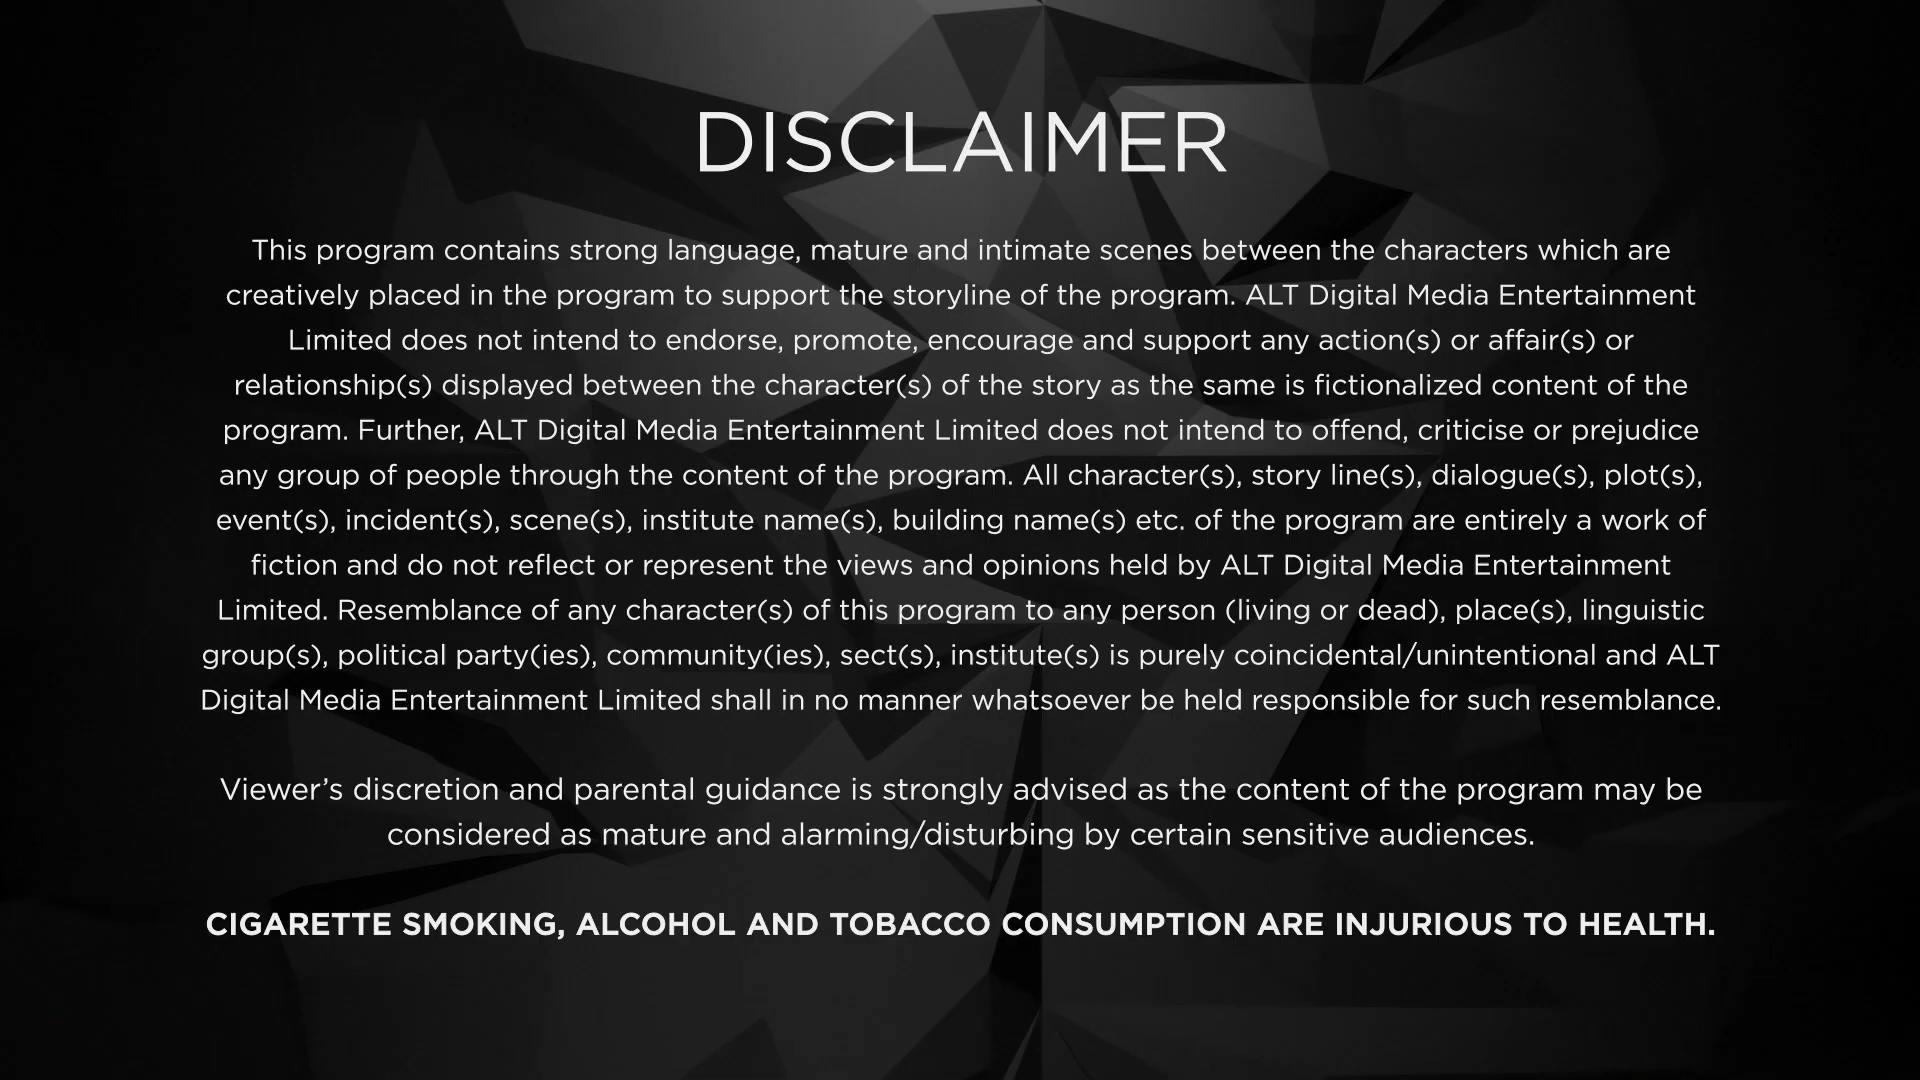 DISCLAIMER
This program contains strong language, mature and intimate scenes between the characters which are
creatively placed in the program to support the storyline of the program. ALT Digital Media Entertainment
Limited does not intend to endorse, promote, encourage and support any action(s) or affair(s) or
relationship(s) displayed between the character(s) of the story as the same is fictionalized content of the
program. Further, ALT Digital Media Entertainment Limited does not intend to offend, criticise or prejudice
any group of people through the content of the program. All character(s), story line(s), dialogue(s), plot(s),
event(s), incident(s), scene(s), institute name(s), building name(s) etc. of the program are entirely a work of
fiction and do not reflect or represent the views and opinions held by ALT Digital Media Entertainment
Limited. Resemblance of any character(s) of this program to any person (living or dead), place(s), linguistic
group(s), political party(ies), community(ies), sect(s), institute(s) is purely coincidental/unintentional and ALT
Digital Media Entertainment Limited shall in no manner whatsoever be held responsible for such resemblance.
Viewer’s discretion and parental guidance is strongly advised as the content of the program may be
considered as mature and alarming/disturbing by certain sensitive audiences.
CIGARETTE SMOKING, ALCOHOL AND TOBACCO CONSUMPTION ARE INJURIOUS TO HEALTH.